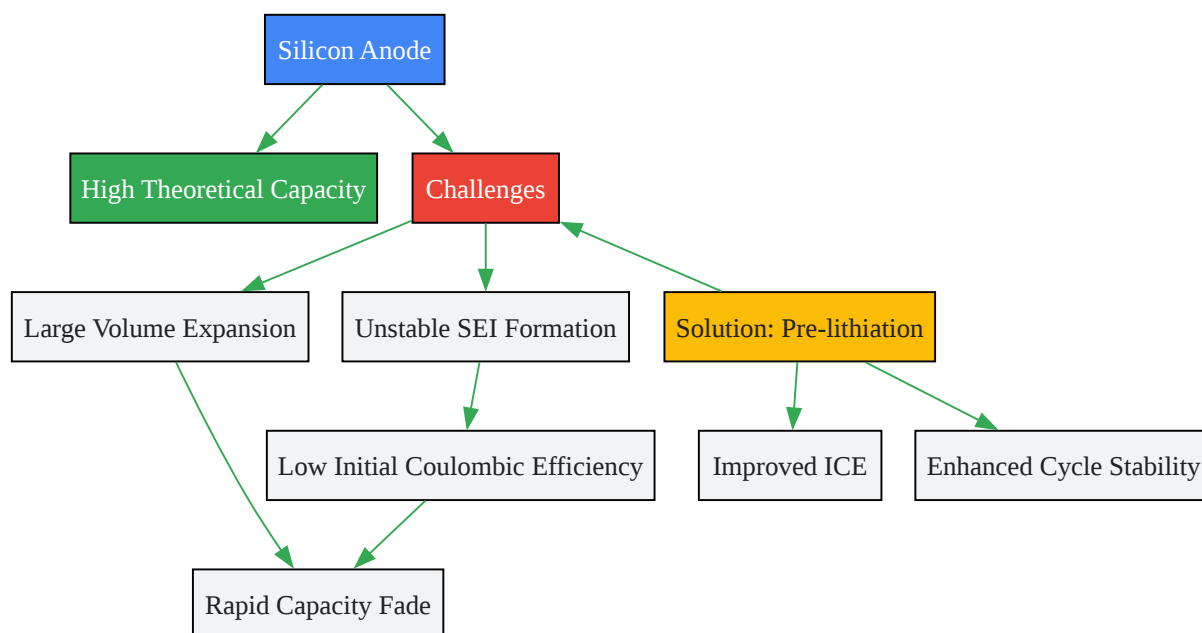 Silicon Anode
High Theoretical Capacity
Challenges
Large Volume Expansion
Unstable SEI Formation
Solution: Pre-lithiation
Low Initial Coulombic Efficiency
Improved ICE
Enhanced Cycle Stability
Rapid Capacity Fade